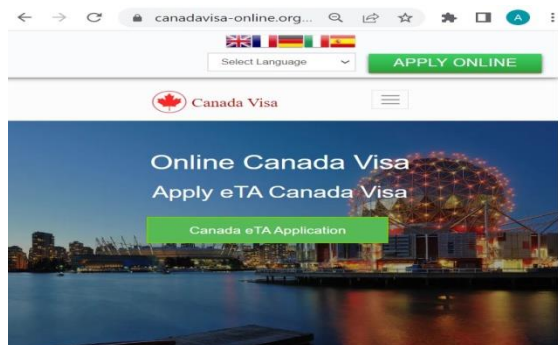 canadavisa-online.org...
A
Select Language
APPLY ONLINE
Canada Visa
Online Canada Visa
Apply eTA Canada Visa
Canada eTA Application